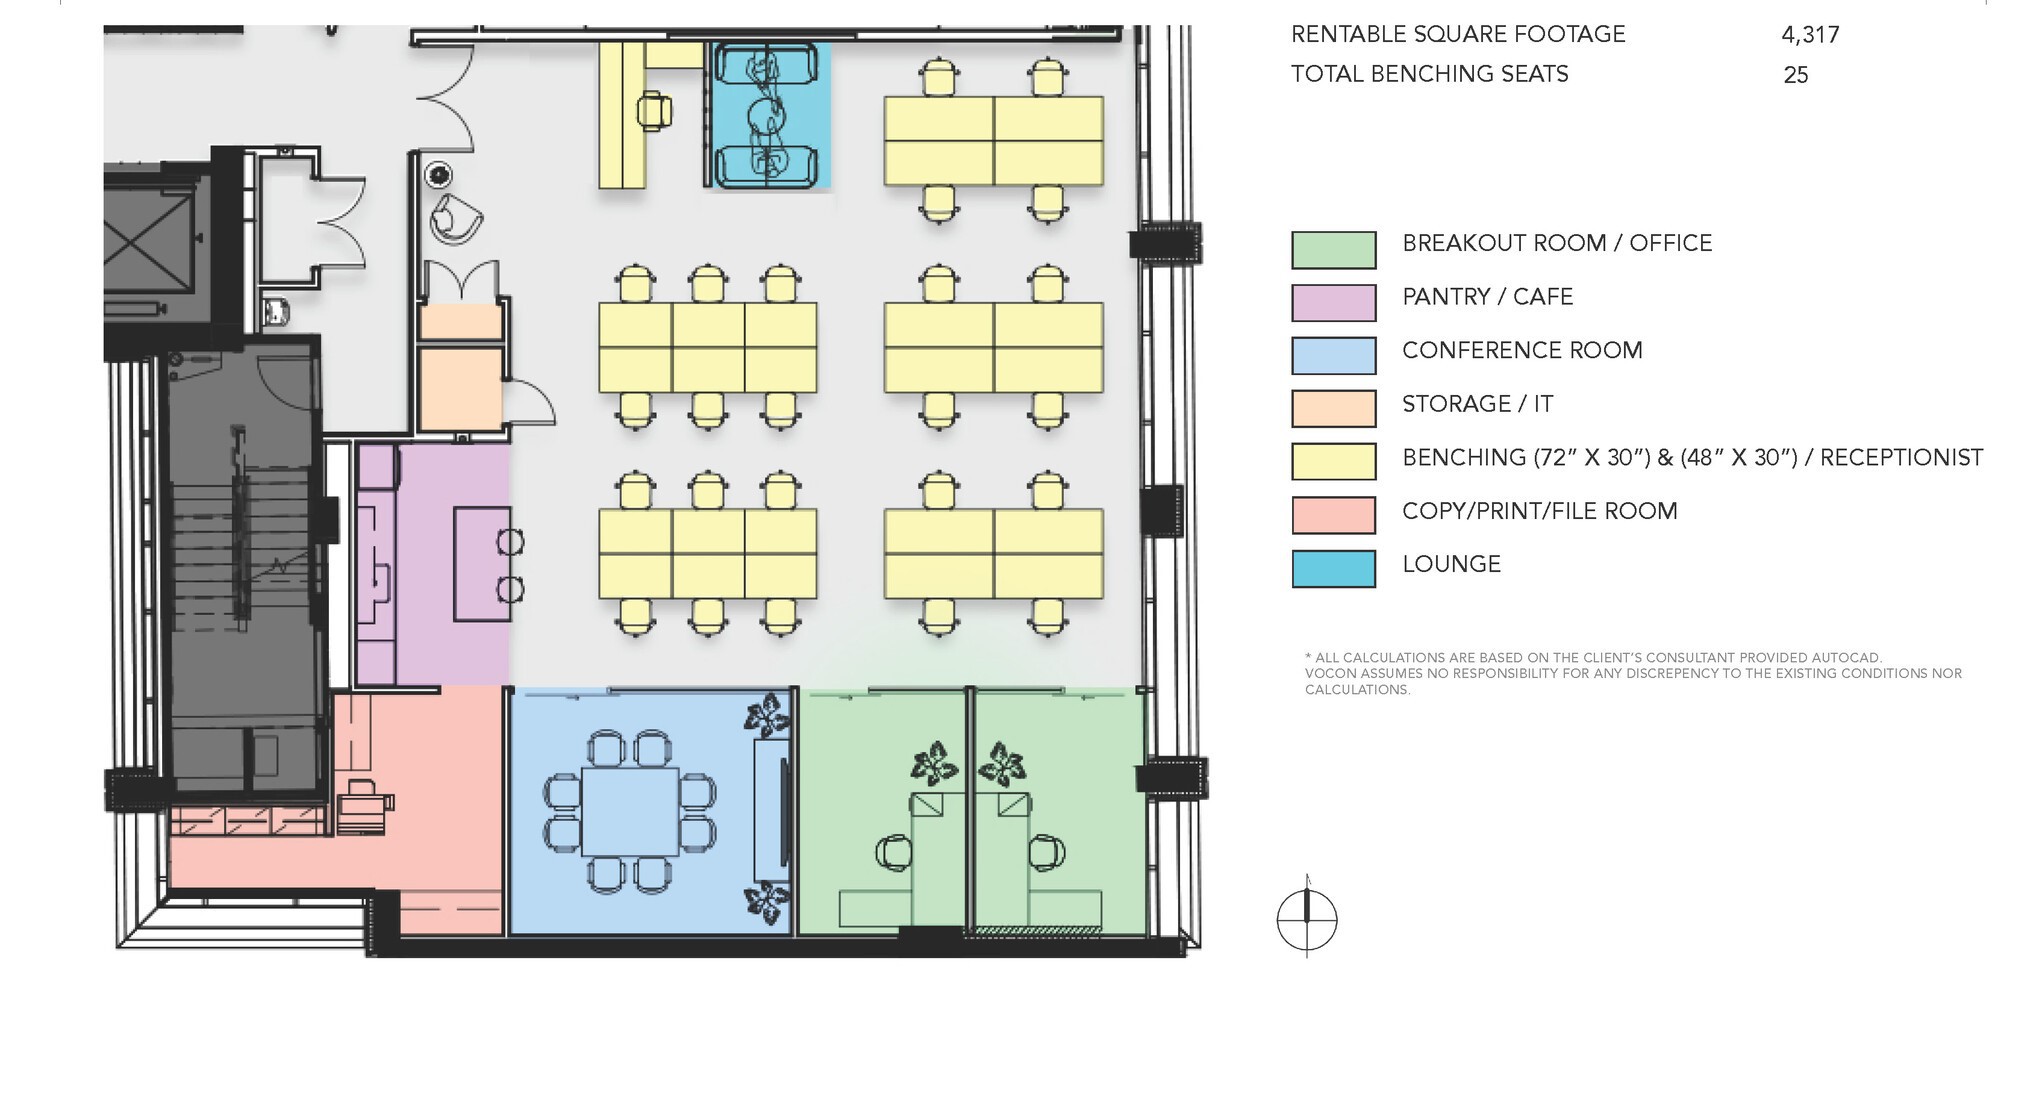 RENTABLE SQUARE FOOTAGE 4,317
TOTAL BENCHING SEATS 25
BREAKOUT ROOM / OFFICE
PANTRY / CAFE
CONFERENCE ROOM
STORAGE / IT
BENCHING (72” X 30”) & (48” X 30”) / RECEPTIONIST
COPY/PRINT/FILE ROOM
LOUNGE
* ALL CALCULATIONS ARE BASED ON THE CLIENT’S CONSULTANT PROVIDED AUTOCAD.
VOCON ASSUMES NO RESPONSIBILITY FOR ANY DISCREPENCY TO THE EXISTING CONDITIONS NOR
CALCULATIONS.